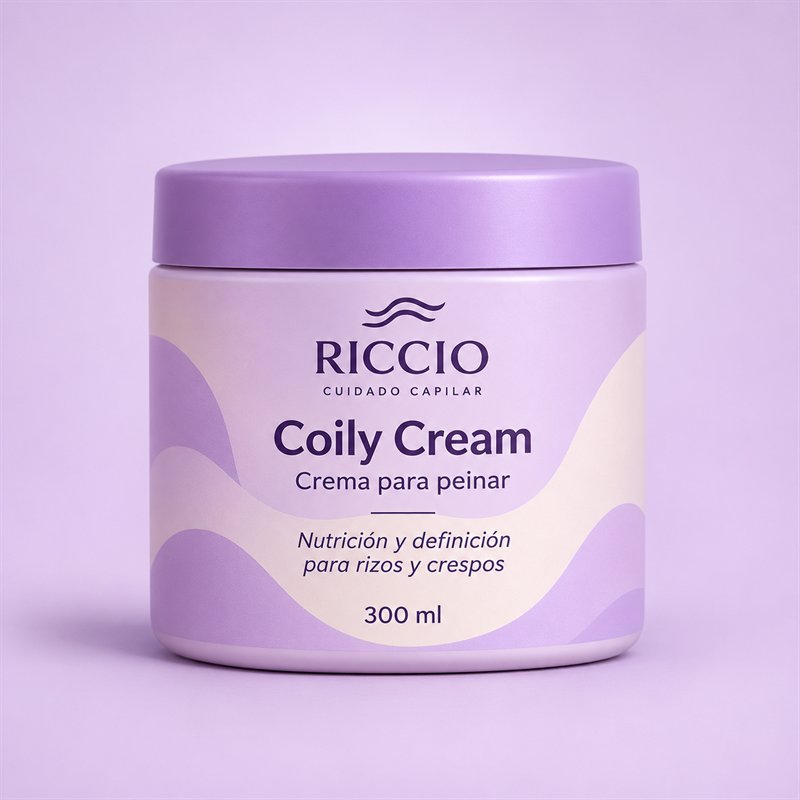 RICCIO
CUIDADO CAPILAR
Coily Cream
Crema para peinar
Nutrición y definición
para rizos y crespos
300 ml